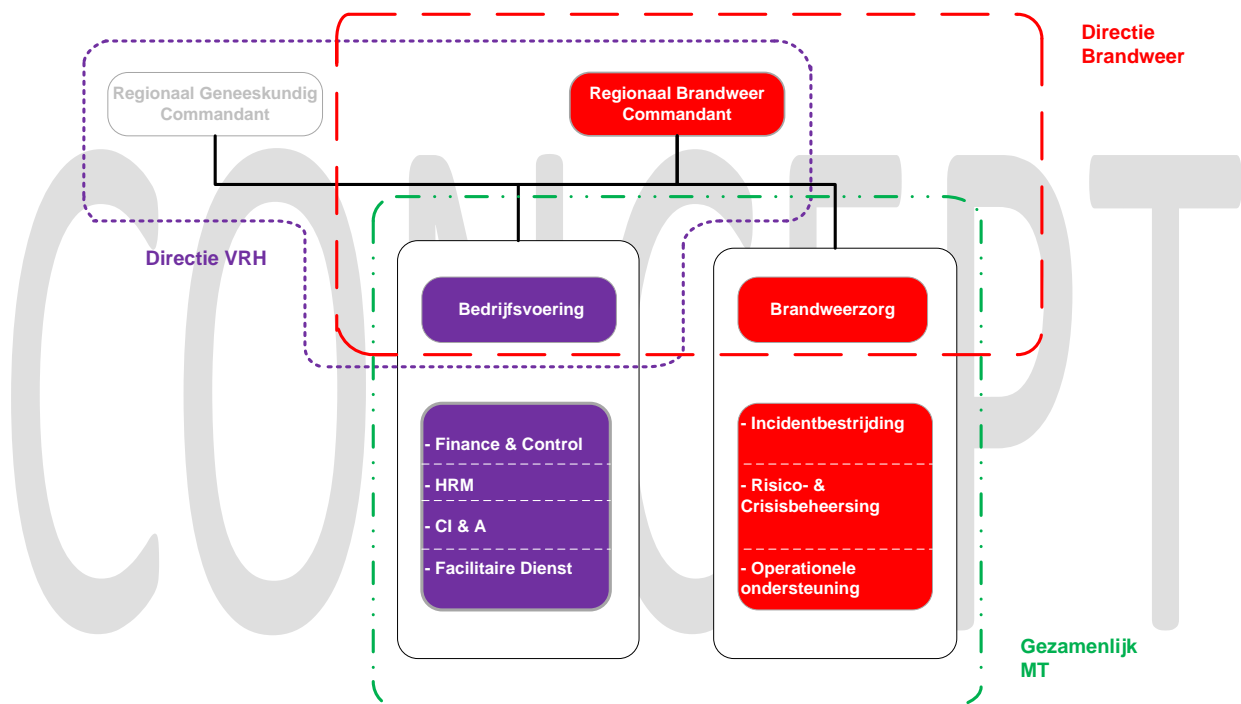 Directie
Brandweer
Regionaal Geneeskundig
Commandant
Regionaal Brandweer
Commandant
CONCEPT
Directie VRH
Bedrijfsvoering
Brandweerzorg
- Finance & Control
- HRM
- CI & A
- Facilitaire Dienst
- Incidentbestrijding
- Risico- &
Crisisbeheersing
- Operationele
ondersteuning
Gezamenlijk
MT